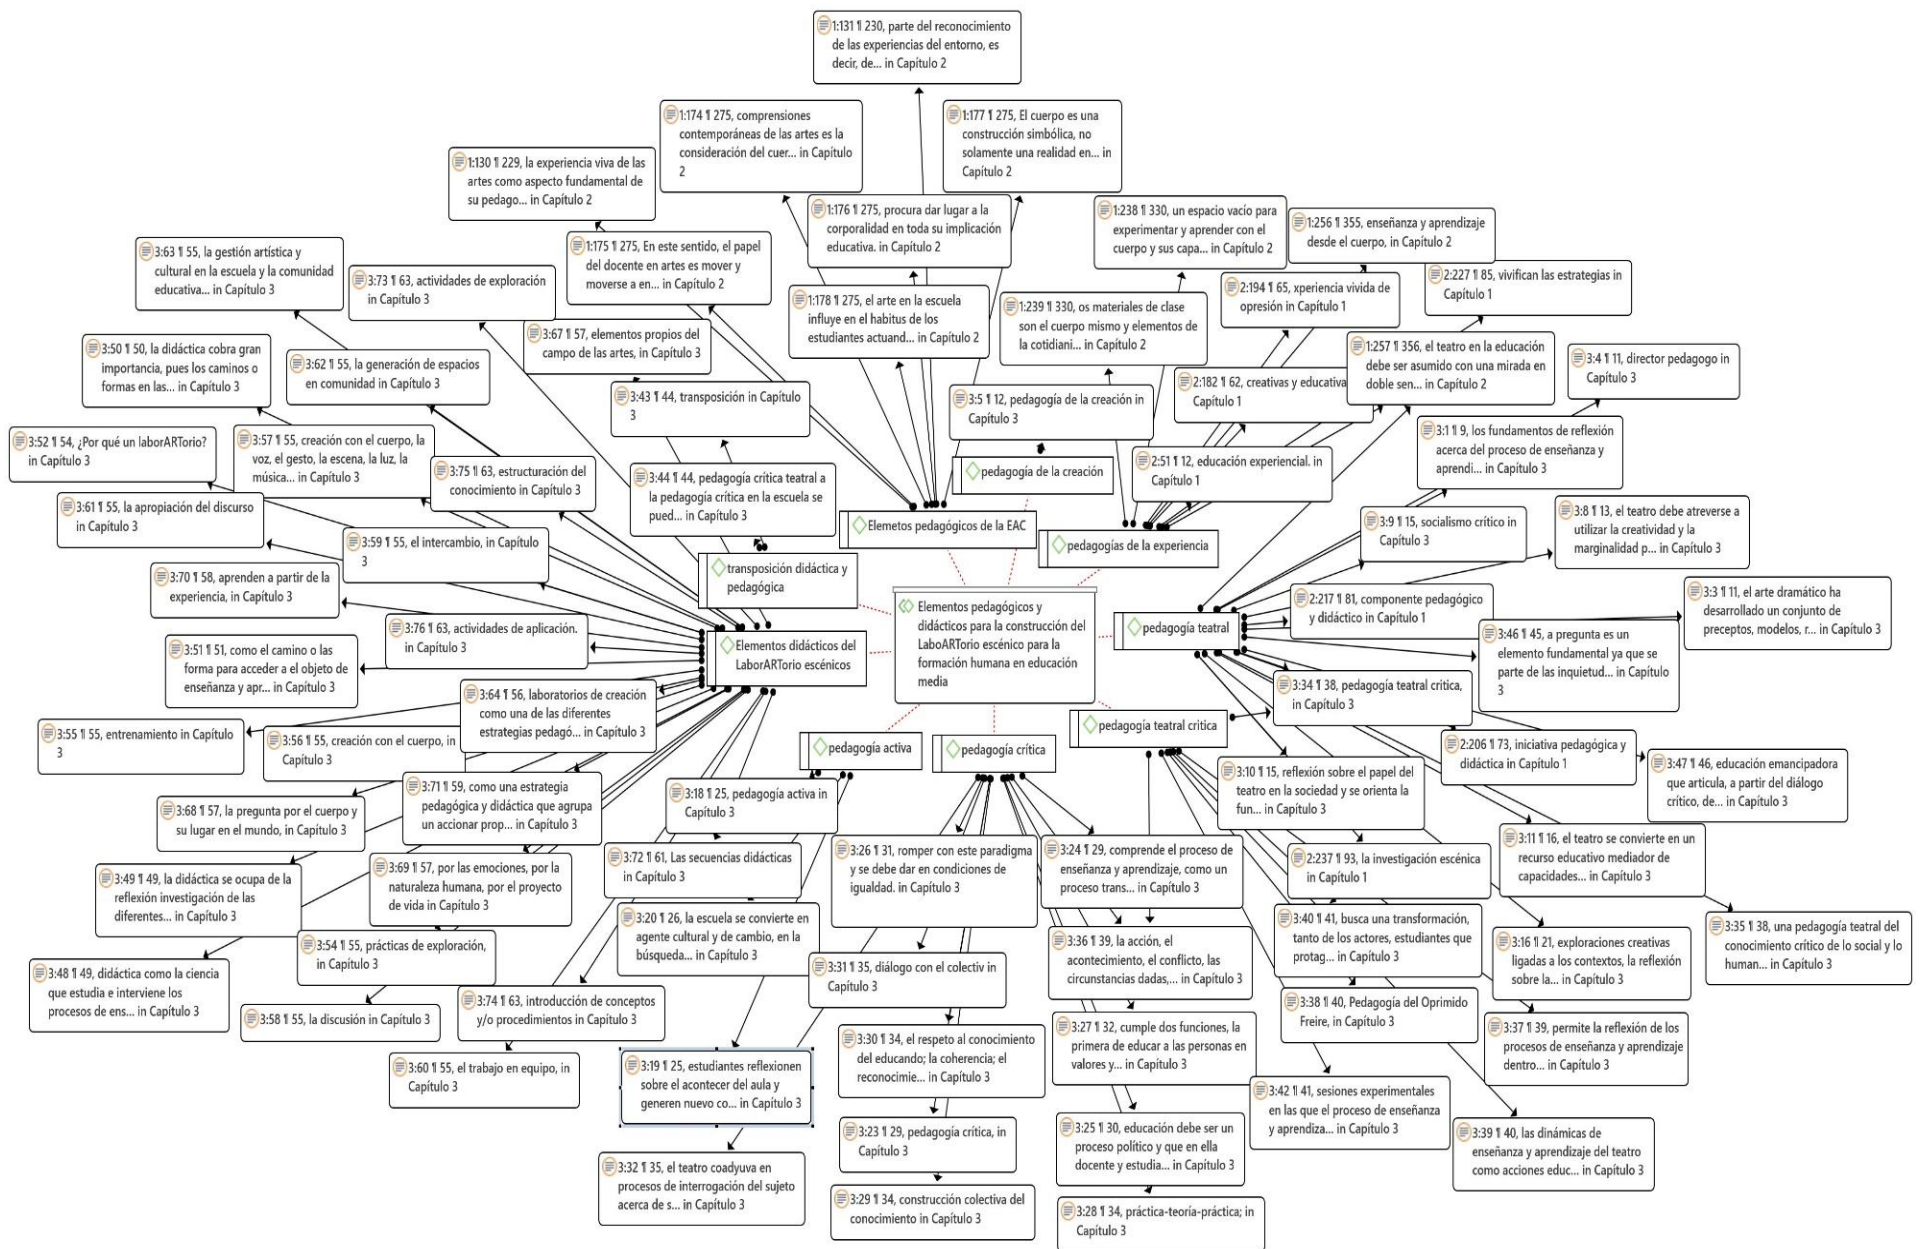 1:131 ¶ 230, parte del reconocimiento
de las experiencias del entorno, es
decir, de... in Capítulo 2
1:174 ¶ 275, comprensiones
contemporáneas de las artes es la
consideración del cuer... in Capítulo
2
1:177 ¶ 275, El cuerpo es una
construcción simbólica, no
solamente una realidad en... in
Capítulo 2
1:130 ¶ 229, la experiencia viva de las
artes como aspecto fundamental de
su pedago... in Capítulo 2
1:176 ¶ 275, procura dar lugar a la
corporalidad en toda su implicación
educativa. in Capítulo 2
1:238 ¶ 330, un espacio vacío para
experimentar y aprender con el
cuerpo y sus capa... in Capítulo 2
1:256 ¶ 355, enseñanza y aprendizaje
desde el cuerpo, in Capítulo 2
3:63 ¶ 55, la gestión artística y
cultural en la escuela y la comunidad
educativa... in Capítulo 3
1:175 ¶ 275, En este sentido, el papel
del docente en artes es mover y
moverse a en... in Capítulo 2
3:73 ¶ 63, actividades de exploración
in Capítulo 3
2:227 ¶ 85, vivifican las estrategias in
Capítulo 1
2:194 ¶ 65, xperiencia vivida de
opresión in Capítulo 1
1:178 ¶ 275, el arte en la escuela
influye en el habitus de los
estudiantes actuand... in Capítulo 2
1:239 ¶ 330, os materiales de clase
son el cuerpo mismo y elementos de
la cotidiani... in Capítulo 2
3:67 ¶ 57, elementos propios del
campo de las artes, in Capítulo 3
3:50 ¶ 50, la didáctica cobra gran
importancia, pues los caminos o
formas en las... in Capítulo 3
1:257 ¶ 356, el teatro en la educación
debe ser asumido con una mirada en
doble sen... in Capítulo 2
3:4 ¶ 11, director pedagogo in
Capítulo 3
3:62 ¶ 55, la generación de espacios
en comunidad in Capítulo 3
2:182 ¶ 62, creativas y educativa
Capítulo 1
3:43 ¶ 44, transposición in Capítulo
3
3:5 ¶ 12, pedagogía de la creación in
Capítulo 3
3:1 ¶ 9, los fundamentos de reflexión
acerca del proceso de enseñanza y
aprendi... in Capítulo 3
3:52 ¶ 54, ¿Por qué un laborARTorio?
in Capítulo 3
3:57 ¶ 55, creación con el cuerpo, la
voz, el gesto, la escena, la luz, la
música... in Capítulo 3
3:75 ¶ 63, estructuración del
conocimiento in Capítulo 3
3:44 ¶ 44, pedagogía crítica teatral a
la pedagogía crítica en la escuela se
pued... in Capítulo 3
pedagogía de la creación
2:51 ¶ 12, educación experiencial. in
Capítulo 1
3:61 ¶ 55, la apropiación del discurso
in Capítulo 3
3:8 ¶ 13, el teatro debe atreverse a
utilizar la creatividad y la
marginalidad p... in Capítulo 3
3:9 ¶ 15, socialismo crítico in
Capítulo 3
Elemetos pedagógicos de la EAC
pedagogías de la experiencia
3:59 ¶ 55, el intercambio, in Capítulo
3
transposición didáctica y
pedagógica
3:70 ¶ 58, aprenden a partir de la
experiencia, in Capítulo 3
Elementos pedagógicos y
didácticos para la construcción del
LaboARTorio escénico para la
formación humana en educación
media
2:217 ¶ 81, componente pedagógico
y didáctico in Capítulo 1
3:3 ¶ 11, el arte dramático ha
desarrollado un conjunto de
preceptos, modelos, r... in Capítulo 3
3:76 ¶ 63, actividades de aplicación.
in Capítulo 3
pedagogía teatral
3:46 ¶ 45, a pregunta es un
elemento fundamental ya que se
parte de las inquietud... in Capítulo
3
Elementos didácticos del
LaborARTorio escénicos
3:51 ¶ 51, como el camino o las
forma para acceder a el objeto de
enseñanza y apr... in Capítulo 3
3:34 ¶ 38, pedagogía teatral critica,
in Capítulo 3
3:64 ¶ 56, laboratorios de creación
como una de las diferentes
estrategias pedagó... in Capítulo 3
pedagogía teatral critica
3:55 ¶ 55, entrenamiento in Capítulo
3
3:56 ¶ 55, creación con el cuerpo, in
Capítulo 3
pedagogía activa
pedagogía crítica
2:206 ¶ 73, iniciativa pedagógica y
didáctica in Capítulo 1
3:47 ¶ 46, educación emancipadora
que articula, a partir del diálogo
crítico, de... in Capítulo 3
3:10 ¶ 15, reflexión sobre el papel del
teatro en la sociedad y se orienta la
fun... in Capítulo 3
3:71 ¶ 59, como una estrategia
pedagógica y didáctica que agrupa
un accionar prop... in Capítulo 3
3:18 ¶ 25, pedagogía activa in
Capítulo 3
3:68 ¶ 57, la pregunta por el cuerpo y
su lugar en el mundo, in Capítulo 3
3:11 ¶ 16, el teatro se convierte en un
recurso educativo mediador de
capacidades... in Capítulo 3
3:26 ¶ 31, romper con este paradigma
y se debe dar en condiciones de
igualdad. in Capítulo 3
3:24 ¶ 29, comprende el proceso de
enseñanza y aprendizaje, como un
proceso trans... in Capítulo 3
3:72 ¶ 61, Las secuencias didácticas
in Capítulo 3
2:237 ¶ 93, la investigación escénica
in Capítulo 1
3:69 ¶ 57, por las emociones, por la
naturaleza humana, por el proyecto
de vida in Capítulo 3
3:49 ¶ 49, la didáctica se ocupa de la
reflexión investigación de las
diferentes... in Capítulo 3
3:20 ¶ 26, la escuela se convierte en
agente cultural y de cambio, en la
búsqueda... in Capítulo 3
3:40 ¶ 41, busca una transformación,
tanto de los actores, estudiantes que
protag... in Capítulo 3
3:35 ¶ 38, una pedagogía teatral del
conocimiento crítico de lo social y lo
human... in Capítulo 3
3:54 ¶ 55, prácticas de exploración,
in Capítulo 3
3:36 ¶ 39, la acción, el
acontecimiento, el conflicto, las
circunstancias dadas,... in Capítulo 3
3:16 ¶ 21, exploraciones creativas
ligadas a los contextos, la reflexión
sobre la... in Capítulo 3
3:48 ¶ 49, didáctica como la ciencia
que estudia e interviene los
procesos de ens... in Capítulo 3
3:31 ¶ 35, diálogo con el colectiv in
Capítulo 3
3:74 ¶ 63, introducción de conceptos
y/o procedimientos in Capítulo 3
3:38 ¶ 40, Pedagogía del Oprimido
Freire, in Capítulo 3
3:58 ¶ 55, la discusión in Capítulo 3
3:27 ¶ 32, cumple dos funciones, la
primera de educar a las personas en
valores y... in Capítulo 3
3:37 ¶ 39, permite la reflexión de los
procesos de enseñanza y aprendizaje
dentro... in Capítulo 3
3:30 ¶ 34, el respeto al conocimiento
del educando; la coherencia; el
reconocimie... in Capítulo 3
3:60 ¶ 55, el trabajo en equipo, in
Capítulo 3
3:19 ¶ 25, estudiantes reflexionen
sobre el acontecer del aula y
generen nuevo co... in Capítulo 3
3:42 ¶ 41, sesiones experimentales
en las que el proceso de enseñanza
y aprendiza... in Capítulo 3
3:23 ¶ 29, pedagogía crítica, in
Capítulo 3
3:25 ¶ 30, educación debe ser un
proceso político y que en ella
docente y estudia... in Capítulo 3
3:39 ¶ 40, las dinámicas de
enseñanza y aprendizaje del teatro
como acciones educ... in Capítulo 3
3:32 ¶ 35, el teatro coadyuva en
procesos de interrogación del sujeto
acerca de s... in Capítulo 3
3:29 ¶ 34, construcción colectiva del
conocimiento in Capítulo 3
3:28 ¶ 34, práctica-teoría-práctica; in
Capítulo 3